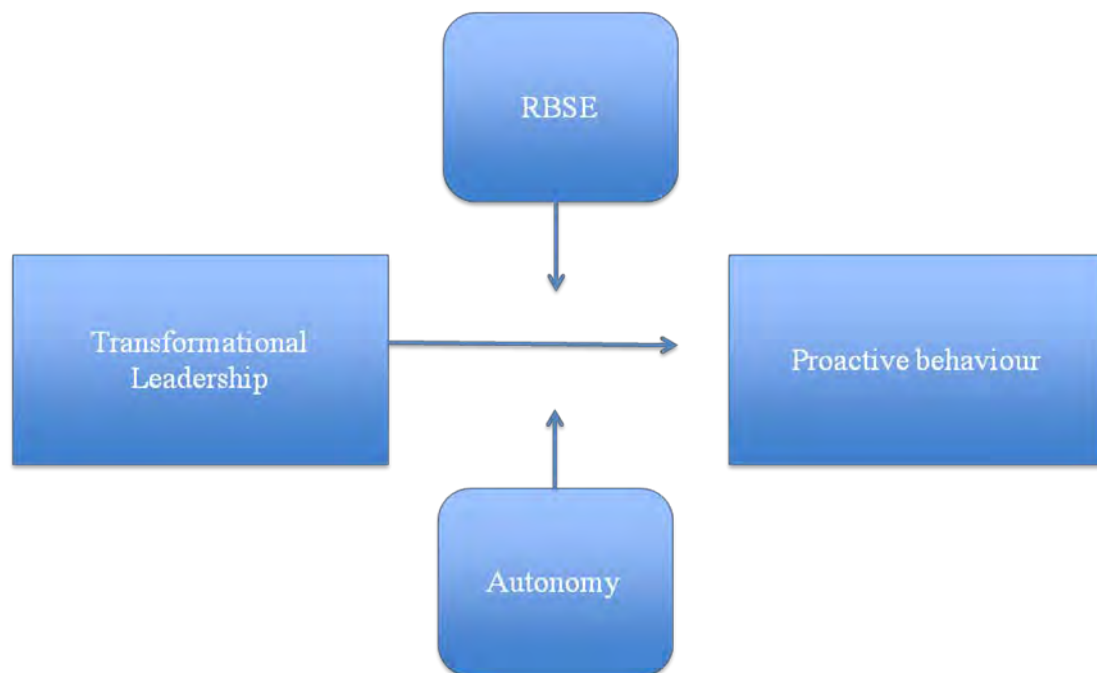 RBSE
Transformational
Leadership
Proactive behaviour
Autonomy